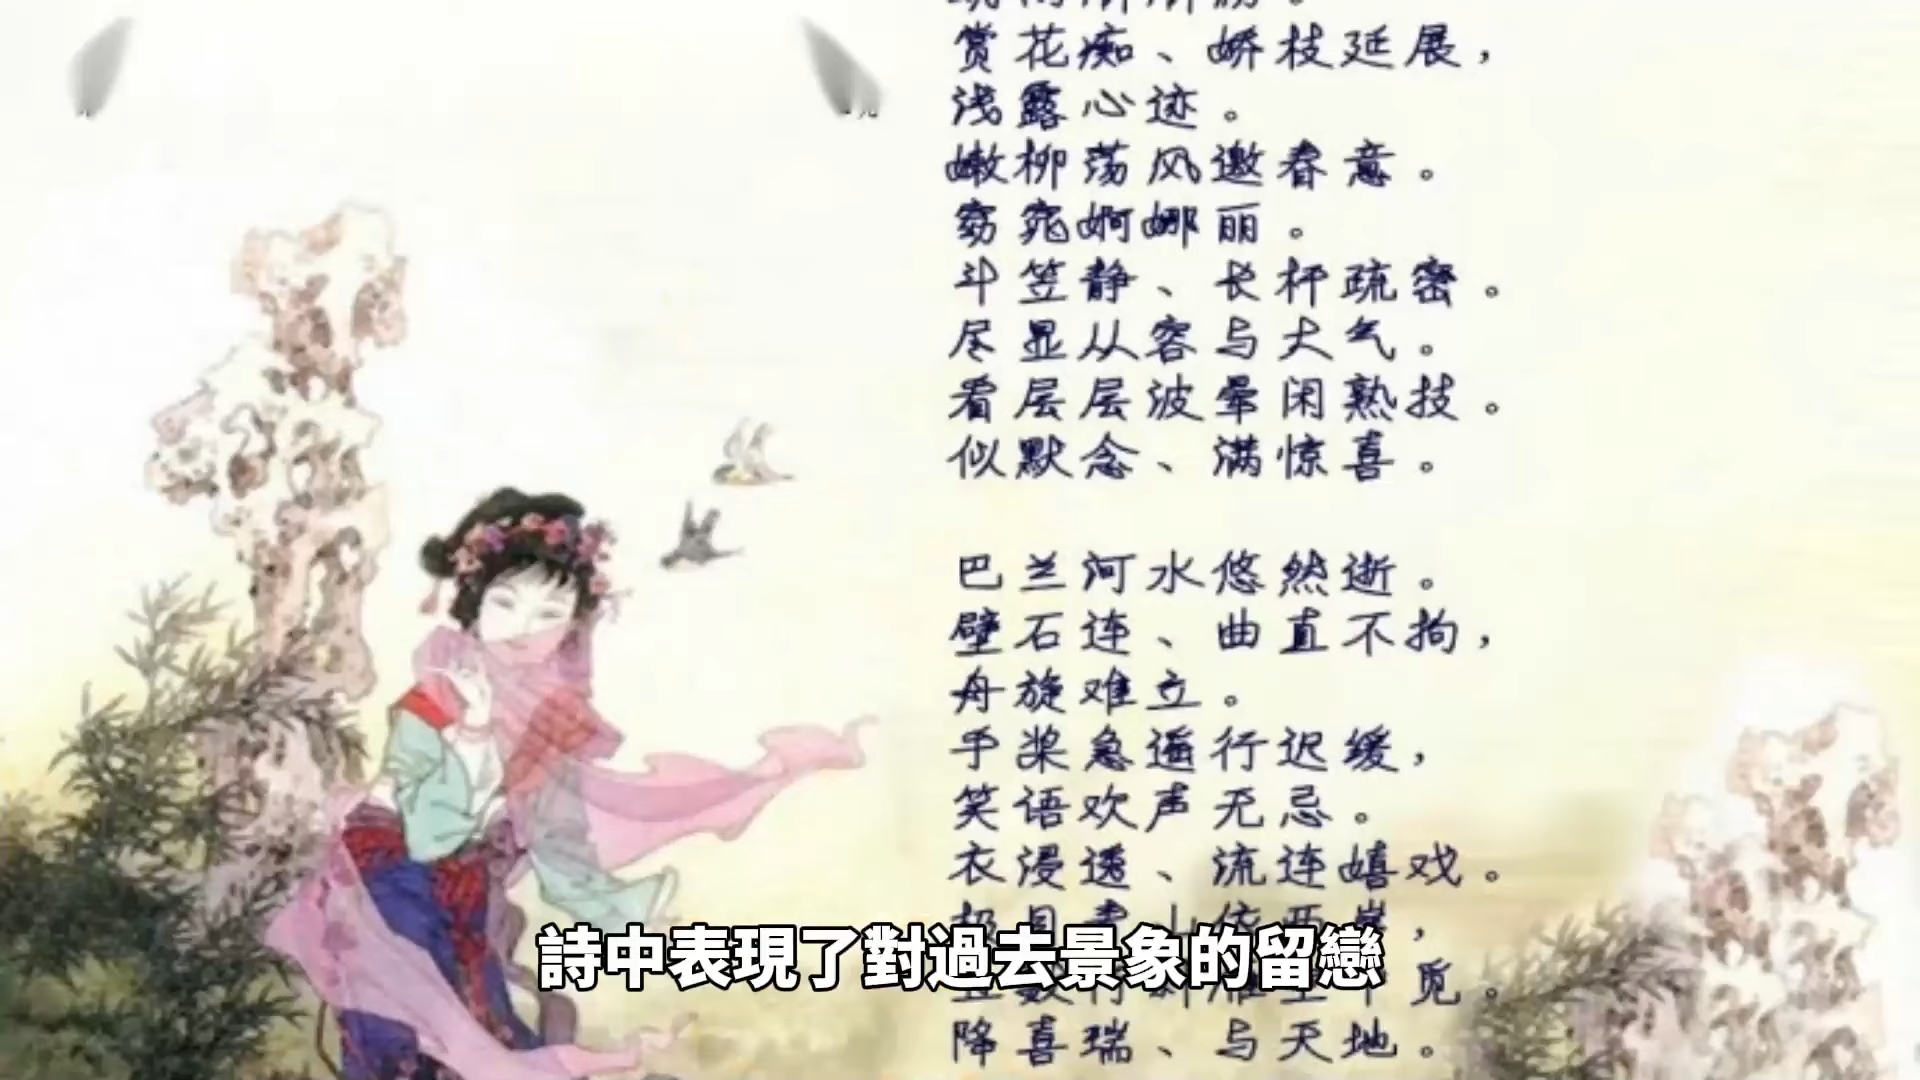 赏花痴、娇枝延展，
浅露心迹。
嫩柳荡风邀春意。
窈窕婀娜丽。
斗笠静、长杆疏密。
尽显从容与大气。
看层层波晕闲熟技。
似默念、满惊喜。
巴兰河水悠然逝。
壁石连、曲直不拘，
舟旋难立。
手桨急遥行迟缓，
笑语欢声无忌。
衣浸透、流连嬉戏。
詩中表現了對過去景象的留戀
觅。
降喜瑞、与天地。